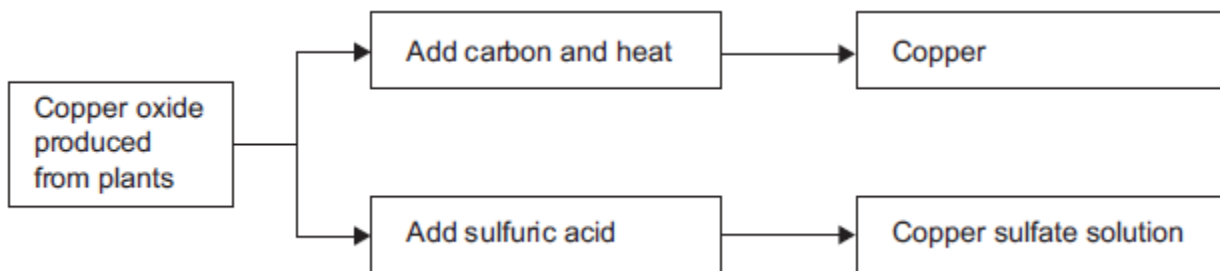 Copper oxide
produced
from plants
Add carbon and heat
Copper
Add sulfuric acid
Copper sulfate solution